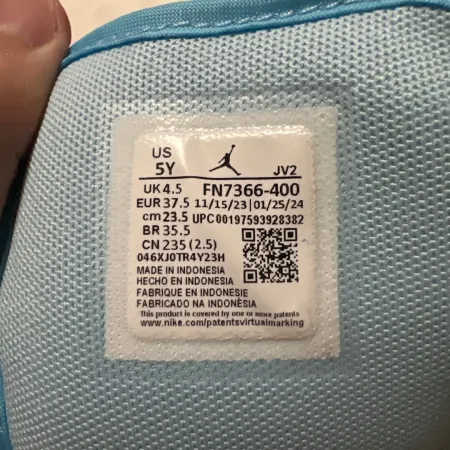 US
5Y JV2
UK 4.5 FN7366-400
EUR 37.5 11/15/23 | 01/25/24
cm 23.5 UPC00197593928382
BR 35.5
CN 235 (2.5)
046XJ0TR4Y23H
MADE IN INDONESIA
HECHO EN INDONESIA
FABRIQUE EN INDONESIE
FABRICADO NA INDONÈSIA
This product is covered by one or more patents
www.nike.com/patentsvirtualmarking